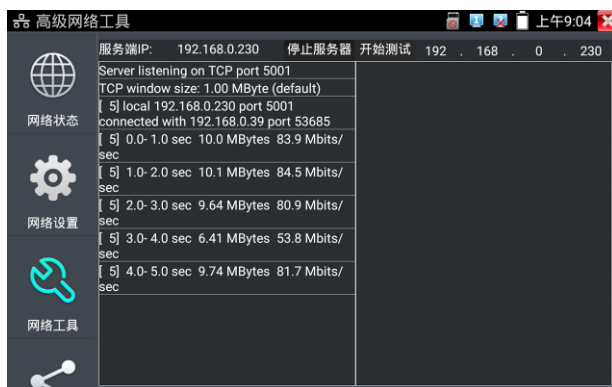 高级网络工具 上午9:04
服务端IP: 192.168.0.230 停止服务器 开始测试 192 . 168 . 0 . 230
Server listening on TCP port 5001
TCP window size: 1.00 MByte (default)
[ 5] local 192.168.0.230 port 5001
connected with 192.168.0.39 port 53685
[ 5] 0.0- 1.0 sec 10.0 MBytes 83.9 Mbits/
sec
[ 5] 1.0- 2.0 sec 10.1 MBytes 84.5 Mbits/
sec
[ 5] 2.0- 3.0 sec 9.64 MBytes 80.9 Mbits/
sec
[ 5] 3.0- 4.0 sec 6.41 MBytes 53.8 Mbits/
sec
[ 5] 4.0- 5.0 sec 9.74 MBytes 81.7 Mbits/
sec
网络状态
网络设置
网络工具